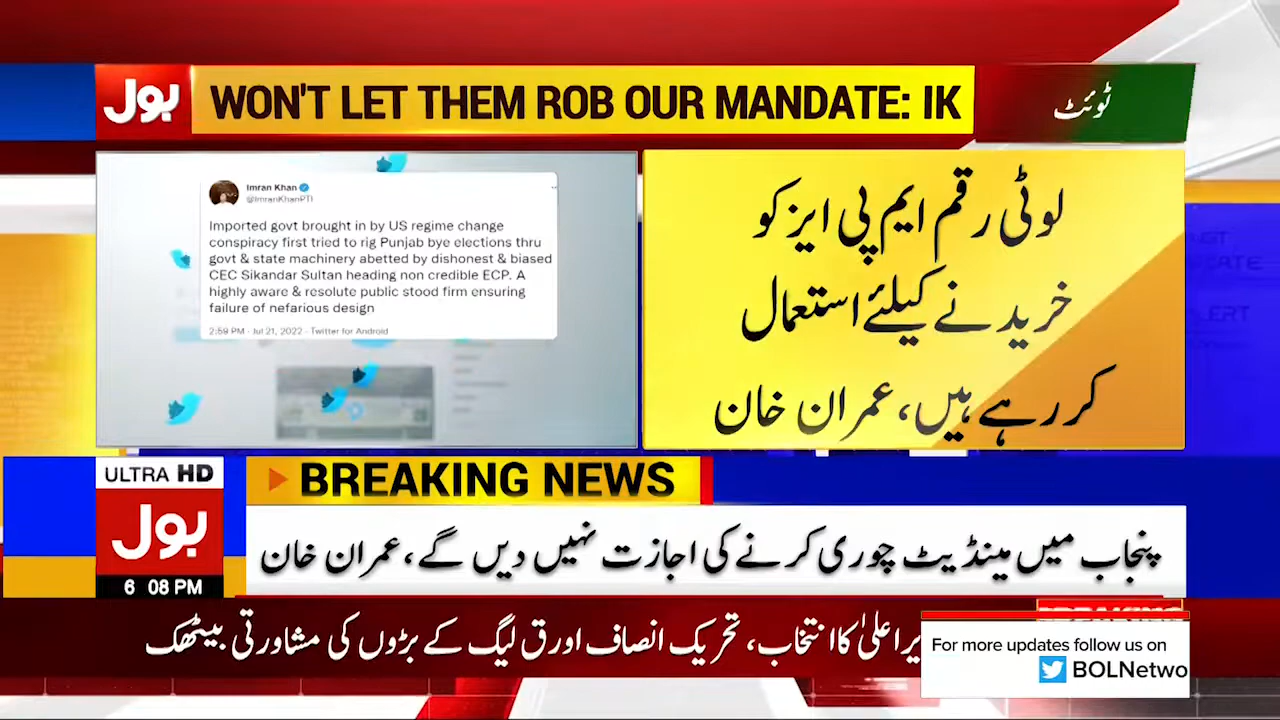 بول
WON'T LET THEM ROB OUR MANDATE: IK
ٹوئٹ
Imran Khan
@ImranKhanPTI
Imported govt brought in by US regime change
conspiracy first tried to rig Punjab bye elections thru
govt & state machinery abetted by dishonest & biased
CEC Sikandar Sultan heading non credible ECP. A
highly aware & resolute public stood firm ensuring
failure of nefarious design
2:59 PM - Jul 21, 2022 - Twitter for Android
لوٹی رقم ایم پی ایز کو
خریدنے کیلئے استعمال
کر رہے ہیں، عمران خان
ULTRA HD
بول
6 08 PM
BREAKING NEWS
پنجاب میں مینڈیٹ چوری کرنے کی اجازت نہیں دیں گے، عمران خان
یراعلیٰ کا انتخاب، تحریک انصاف اور ق لیگ کے بڑوں کی مشاورتی بیٹھک
For more updates follow us on
BOLNetwo